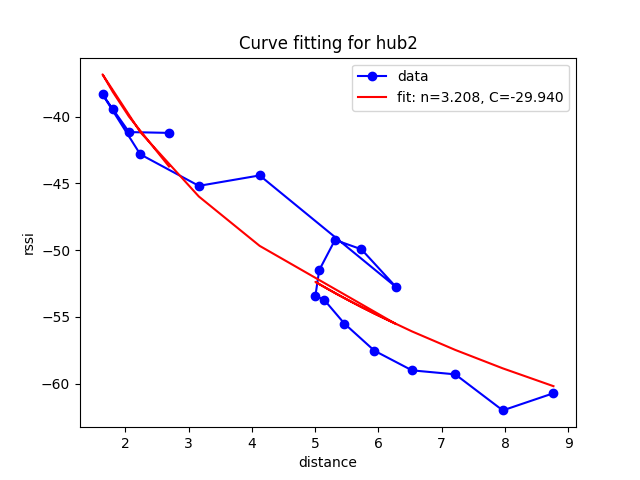 Curve fitting for hub2
data
fit: n=3.208, C=-29.940
rssi
−40
−45
−50
−55
−60
2 3 4 5 6 7 8 9
distance